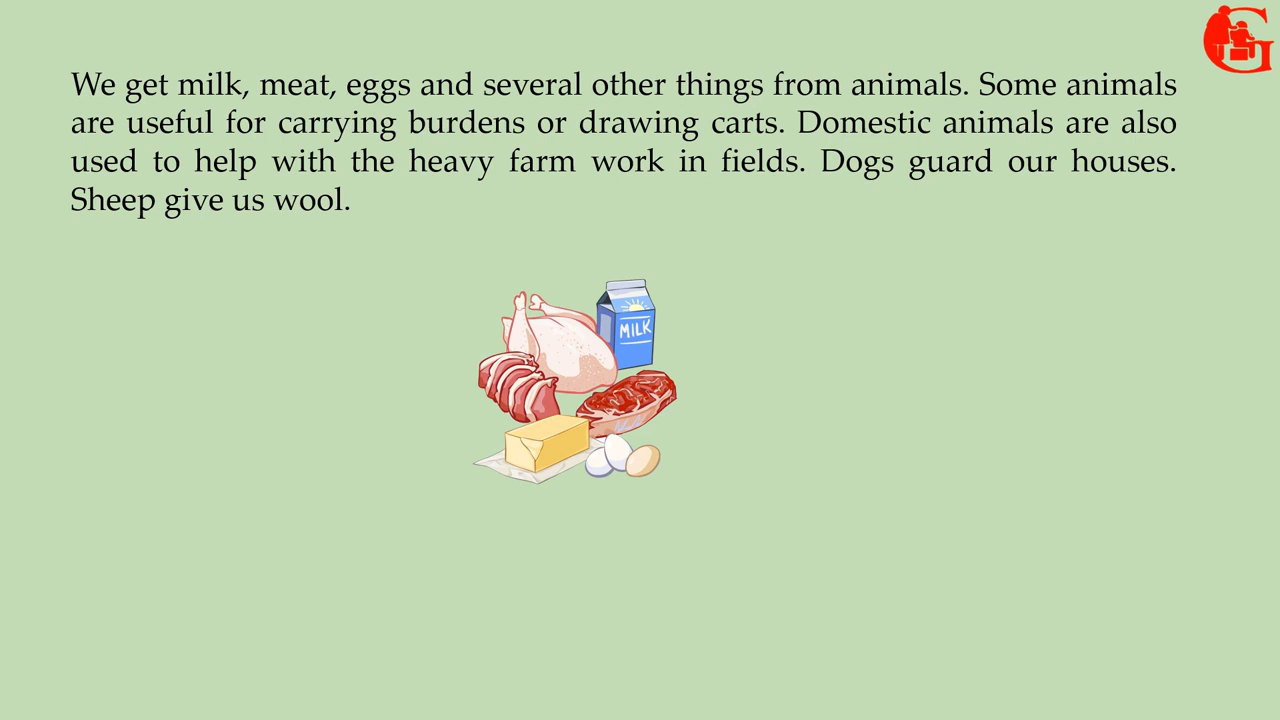 We get milk, meat, eggs and several other things from animals. Some animals
are useful for carrying burdens or drawing carts. Domestic animals are also
used to help with the heavy farm work in fields. Dogs guard our houses.
Sheep give us wool.
MILK